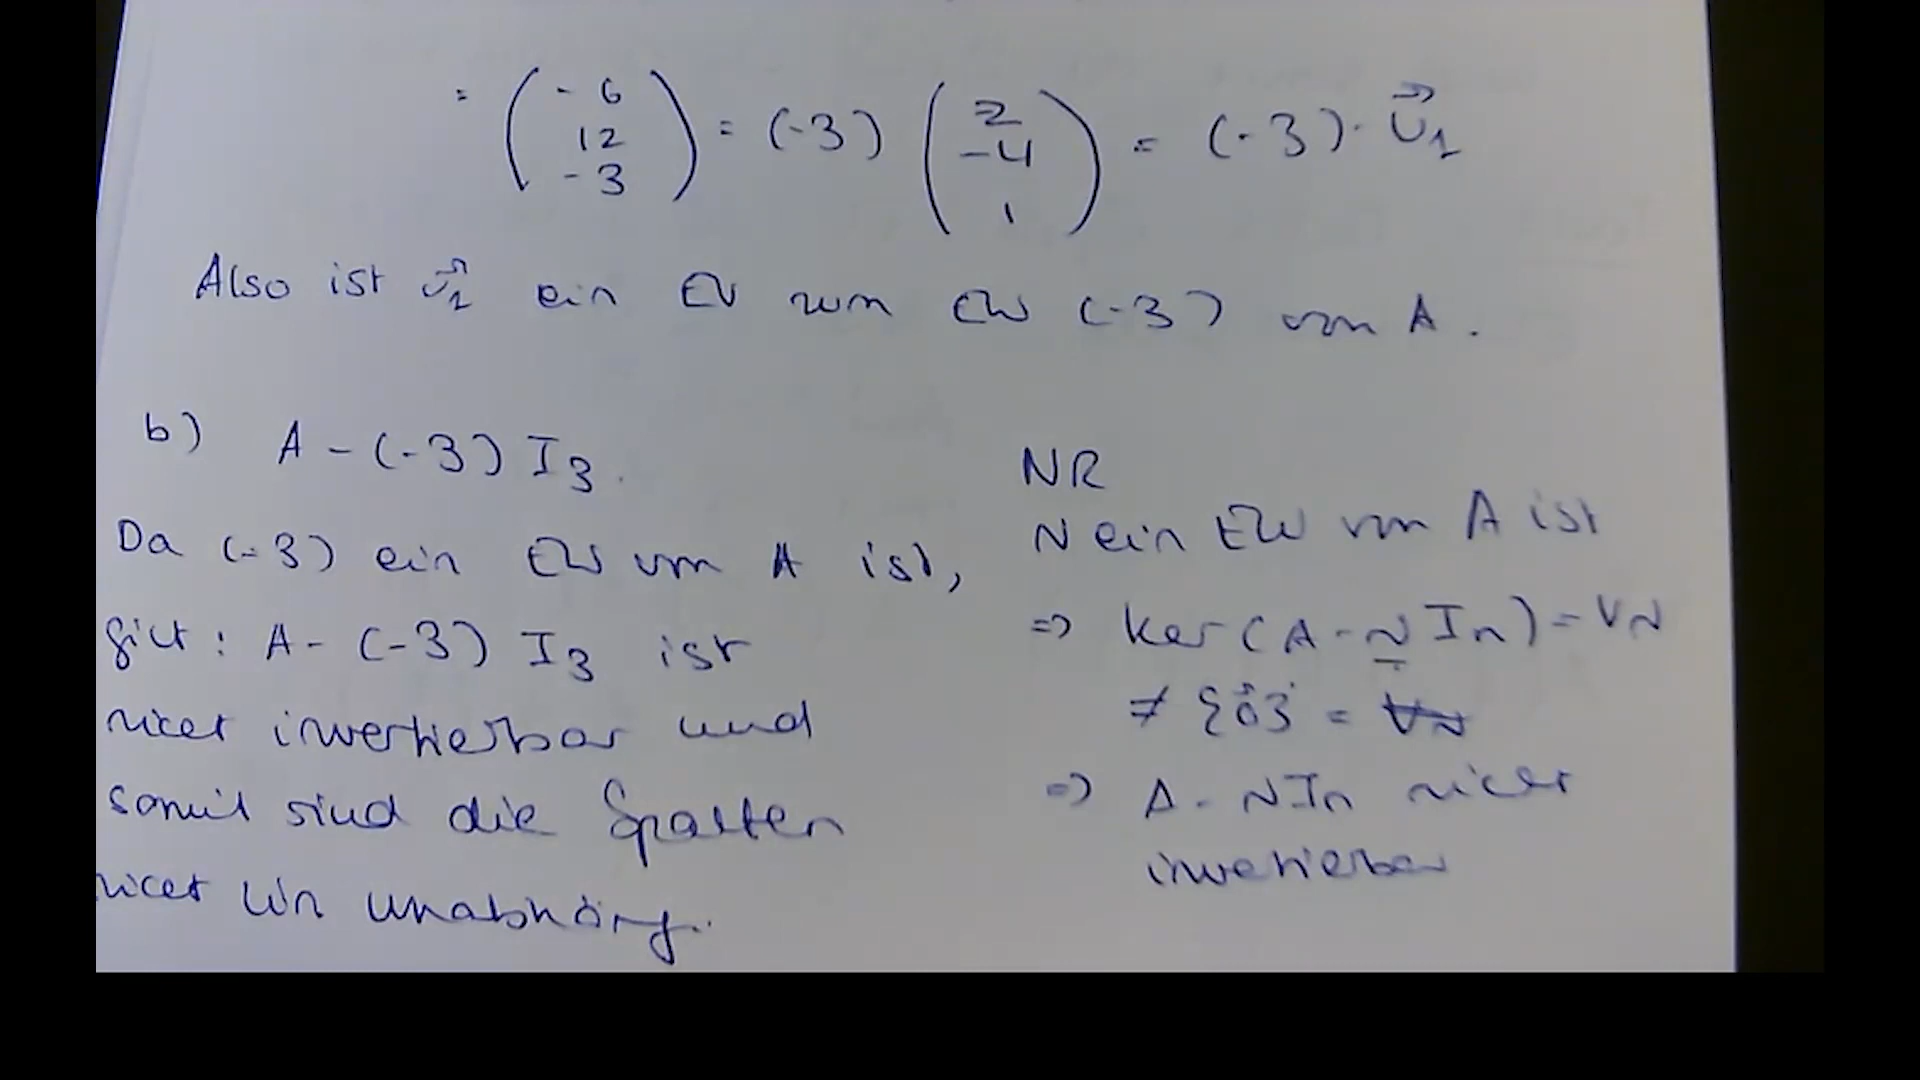 = (-6 12 -3) = (-3) (2 -4 1) = (-3) · v⃗₁
Also ist v⃗₁ ein EV zum EW (-3) von A.
b) A - (-3) I₃.
Da (-3) ein EW von A ist,
gilt: A - (-3) I₃ ist
nicht invertierbar und
somit sind die Spalten
nicht lin unabhäng.
NR
λ ein EW von A ist
=> ker(A - λ Iₙ) = V_λ
≠ {0⃗} =
=> A - λIₙ nicht
invertierbar